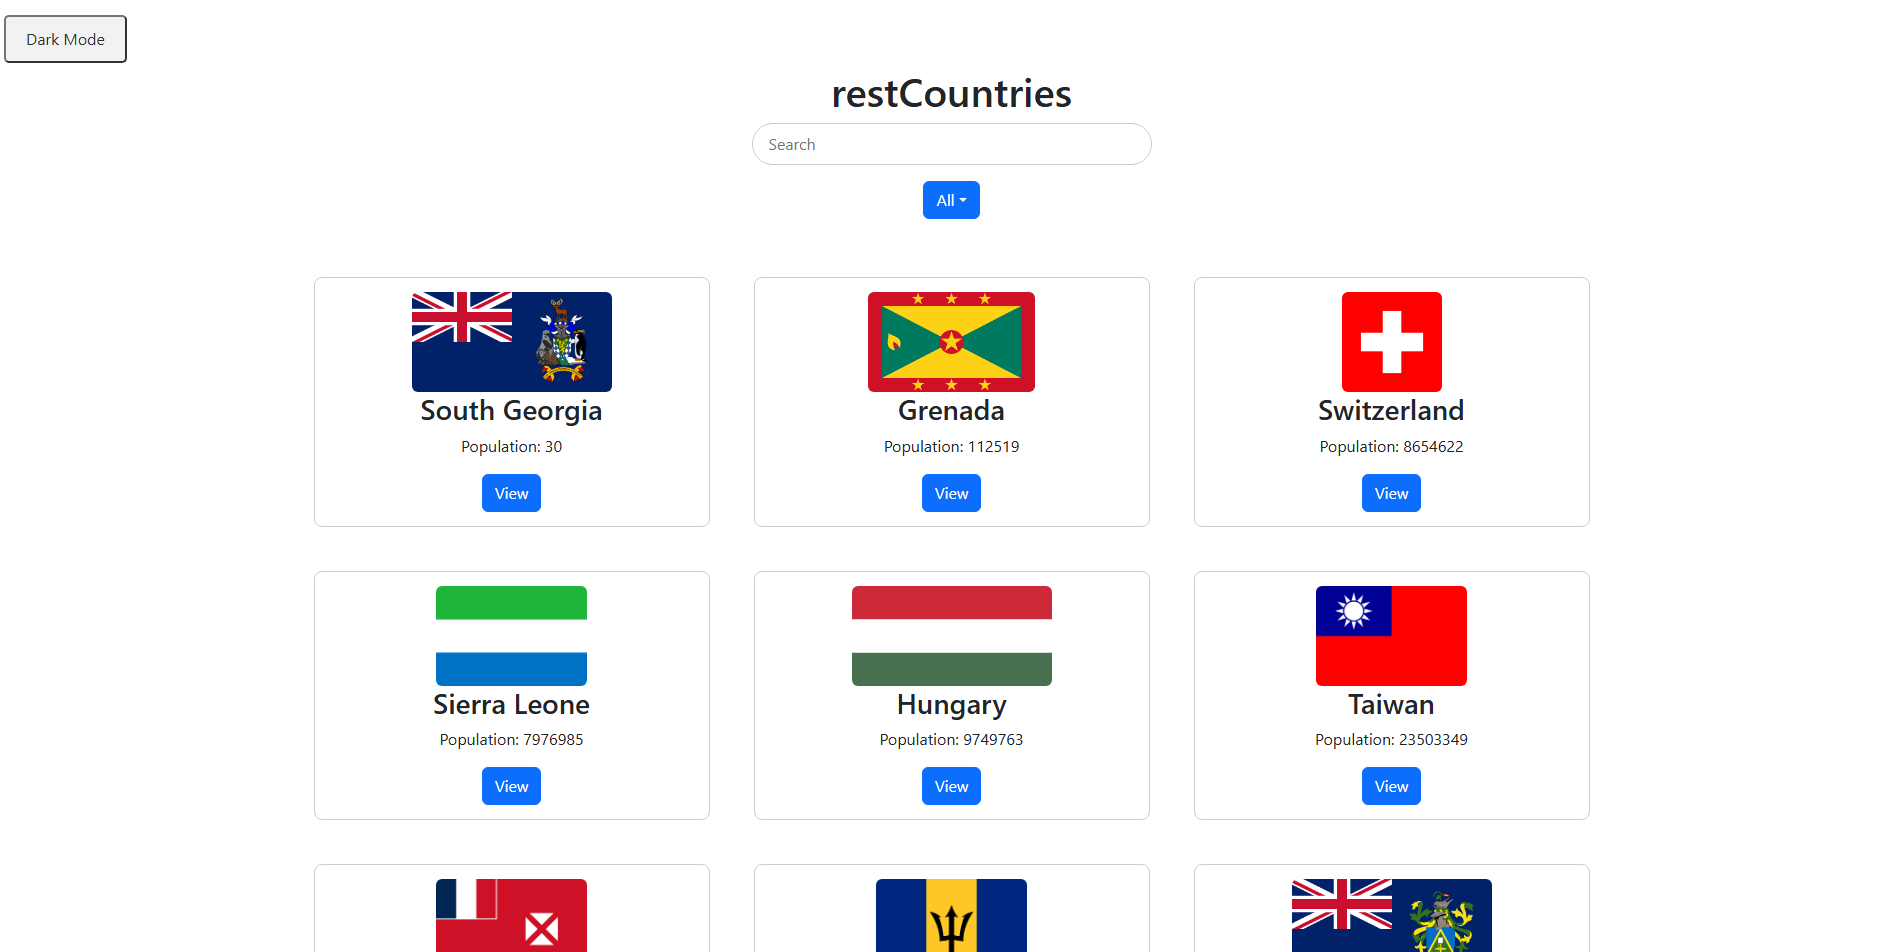 Dark Mode
restCountries
Search
All
South Georgia
Population: 30
View
Grenada
Population: 112519
View
Switzerland
Population: 8654622
View
Sierra Leone
Population: 7976985
View
Hungary
Population: 9749763
View
Taiwan
Population: 23503349
View